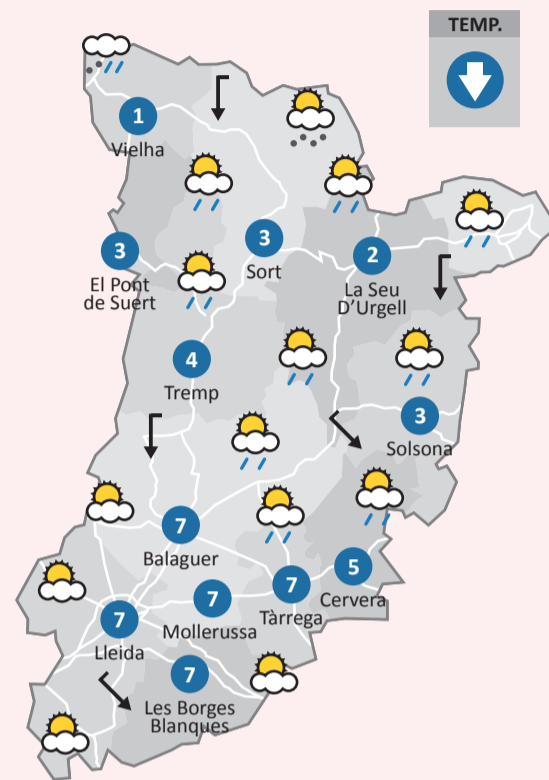 TEMP.
1
Vielha
3
El Pont
de Suert
3
Sort
2
La Seu
D'Urgell
4
Tremp
3
Solsona
7
Balaguer
7
Mollerussa
7
Tàrrega
5
Cervera
7
Lleida
7
Les Borges
Blanques